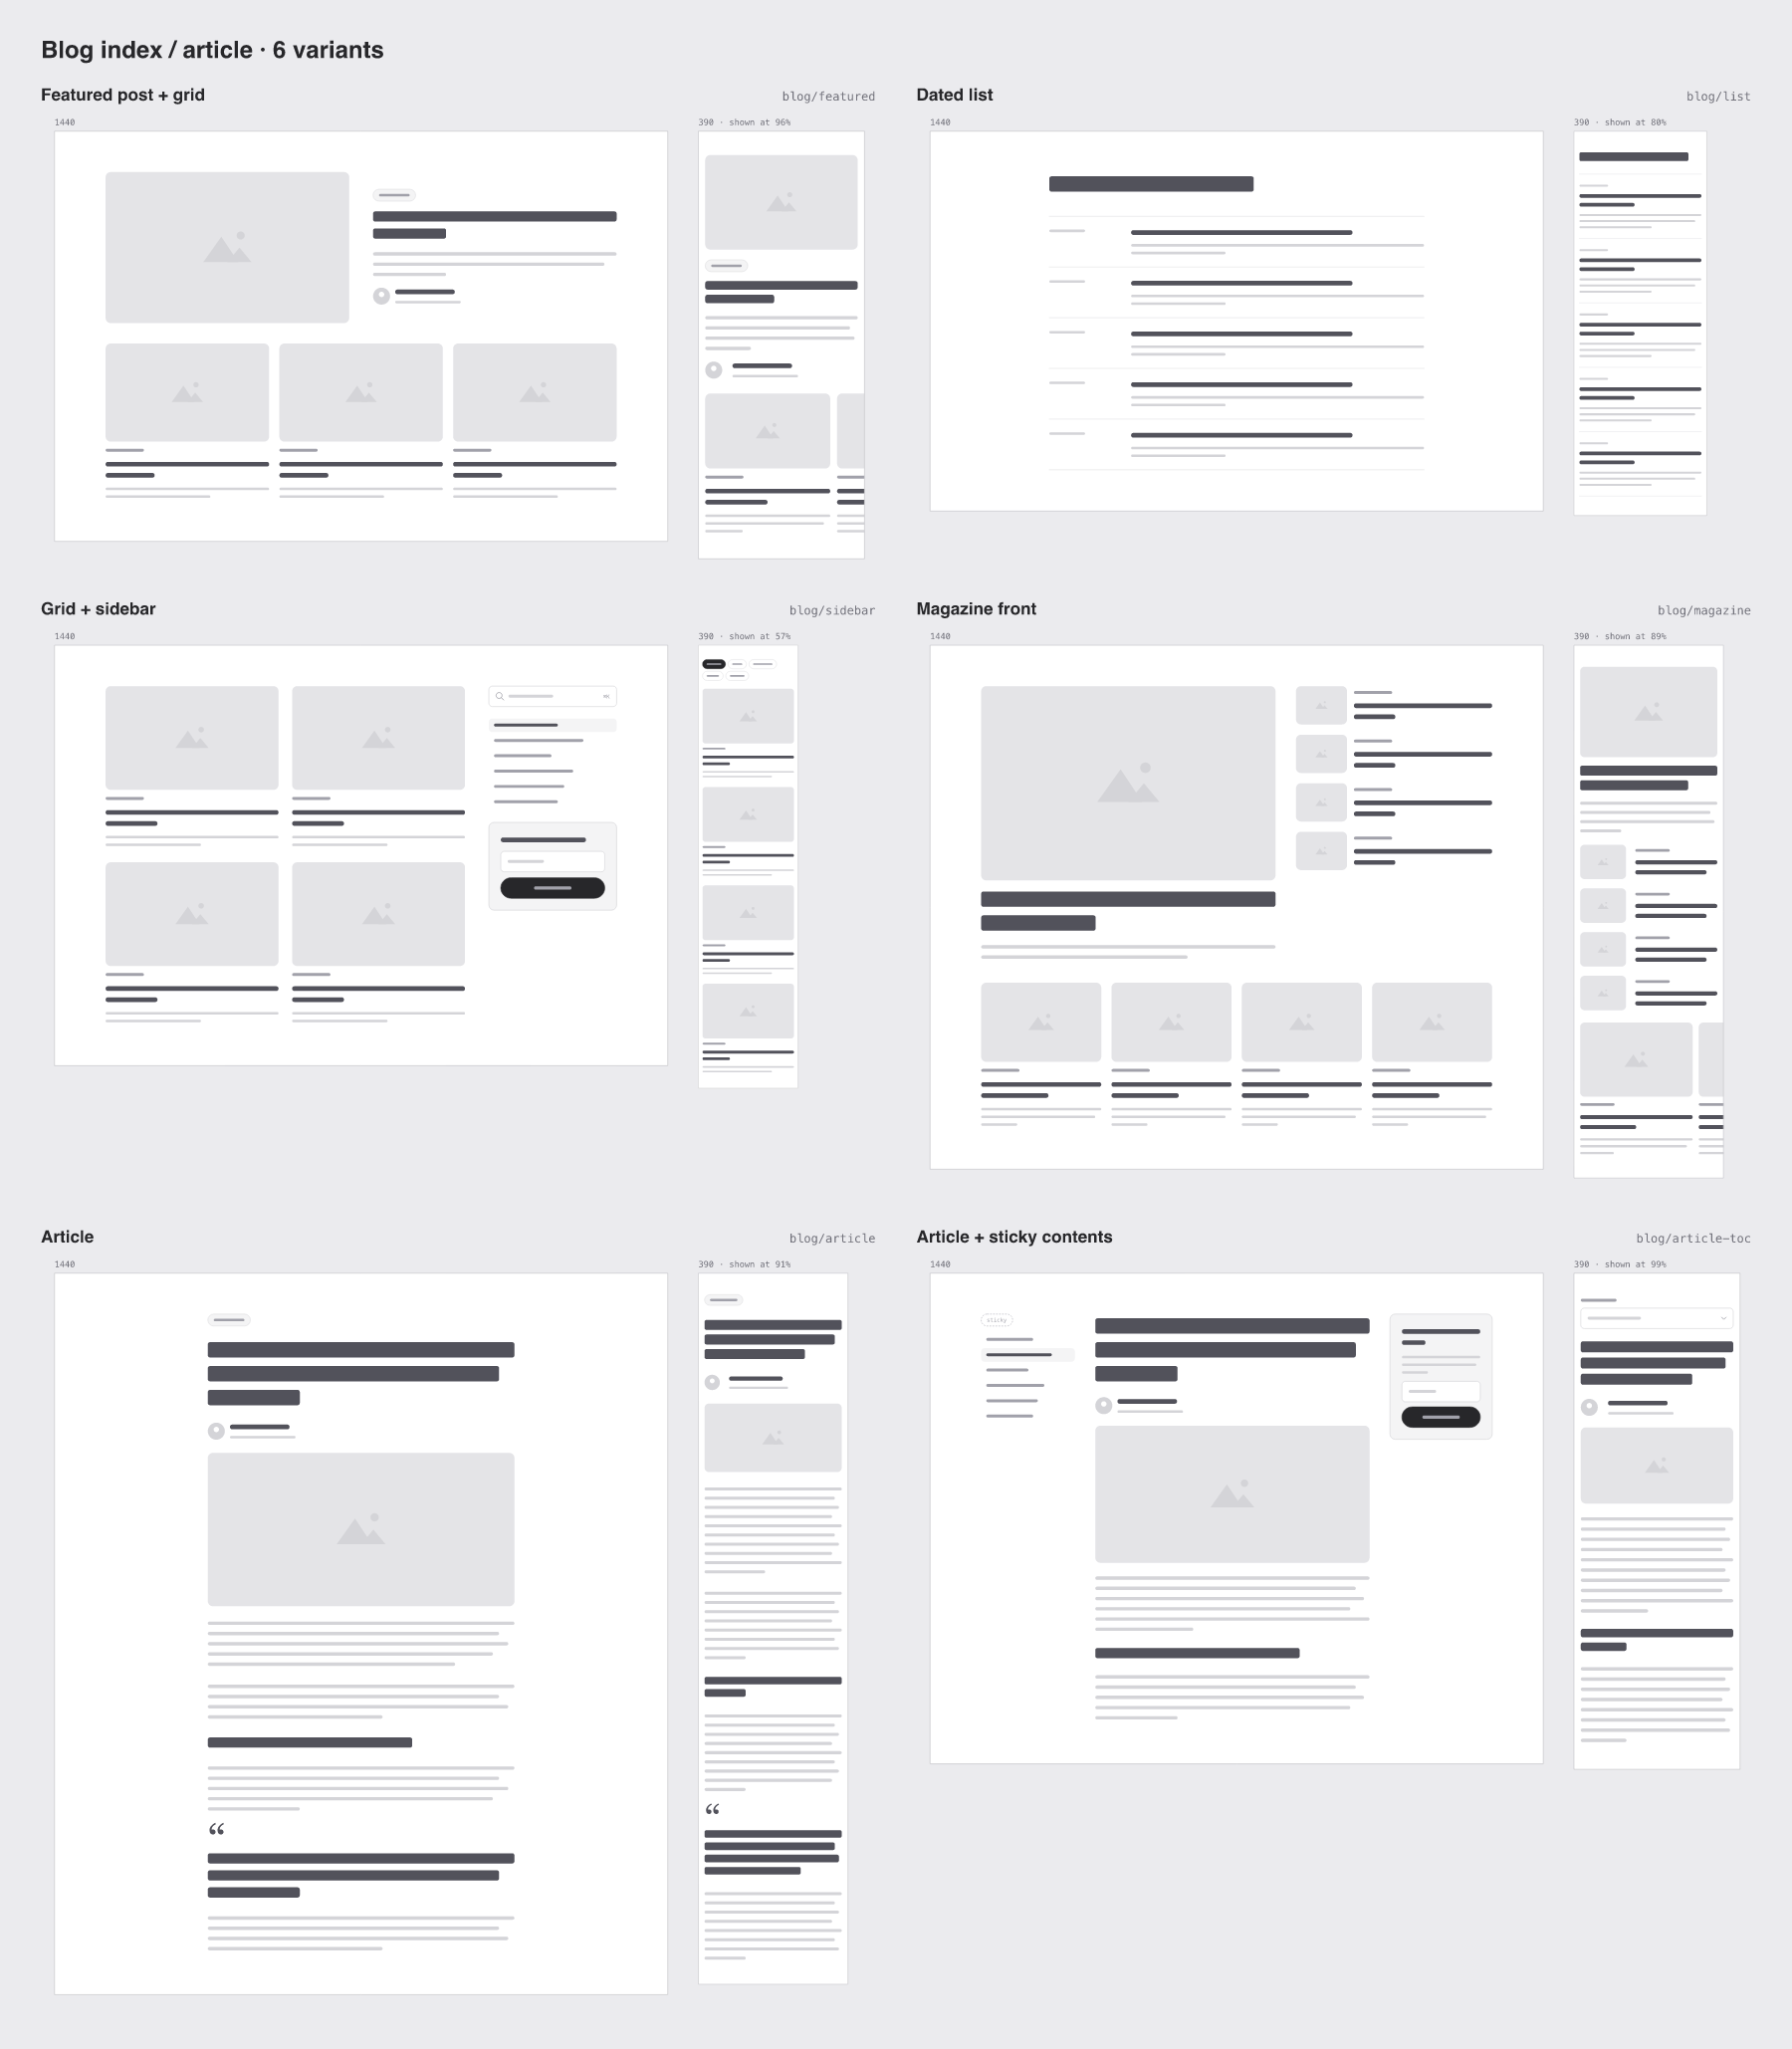 Blog index / article · 6 variants
Featured post + grid
blog/featured
1440
390 · shown at 96%
Dated list
blog/list
1440
390 · shown at 80%
Grid + sidebar
blog/sidebar
1440
390 · shown at 57%
⌘K
Magazine front
blog/magazine
1440
390 · shown at 89%
Article
blog/article
1440
390 · shown at 91%
“
“
Article + sticky contents
blog/article-toc
1440
390 · shown at 99%
sticky